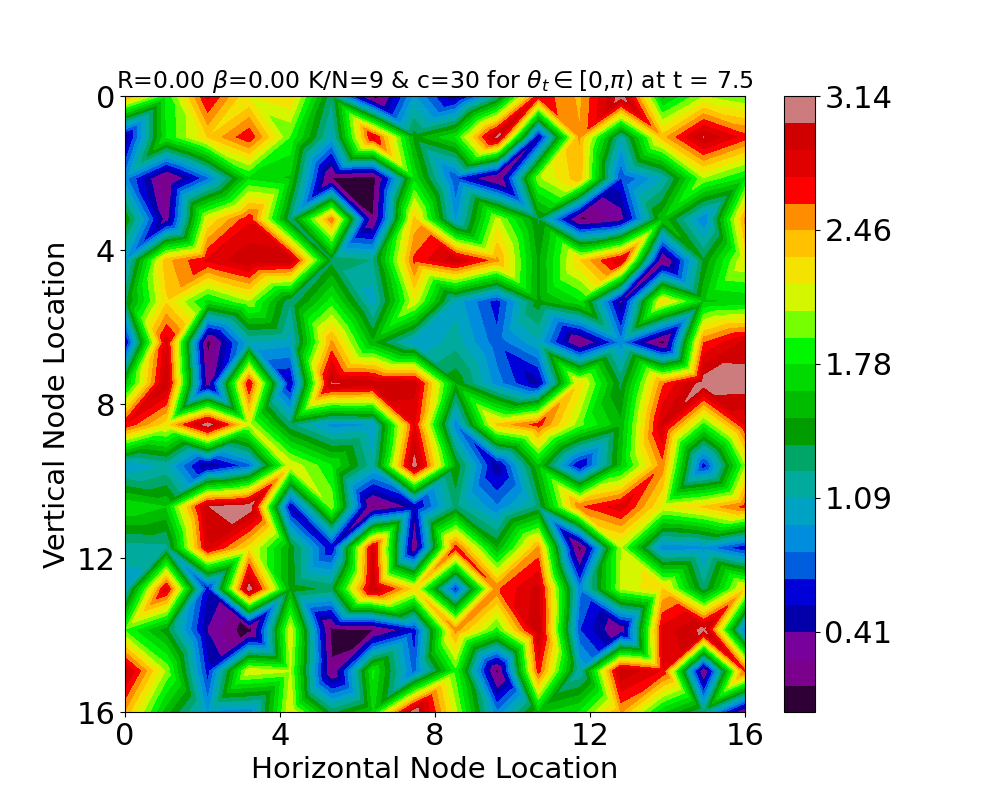 R=0.00 β=0.00 K/N=9 & c=30 for θ_t ∈ [0,π) at t = 7.5
0
4
8
12
16
Vertical Node Location
0 4 8 12 16
Horizontal Node Location
3.14
2.46
1.78
1.09
0.41